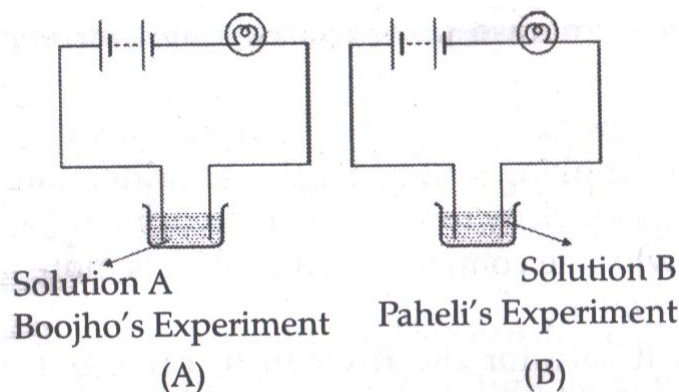 Solution A
Boojho's Experiment
(A)
Solution B
Paheli's Experiment
(B)